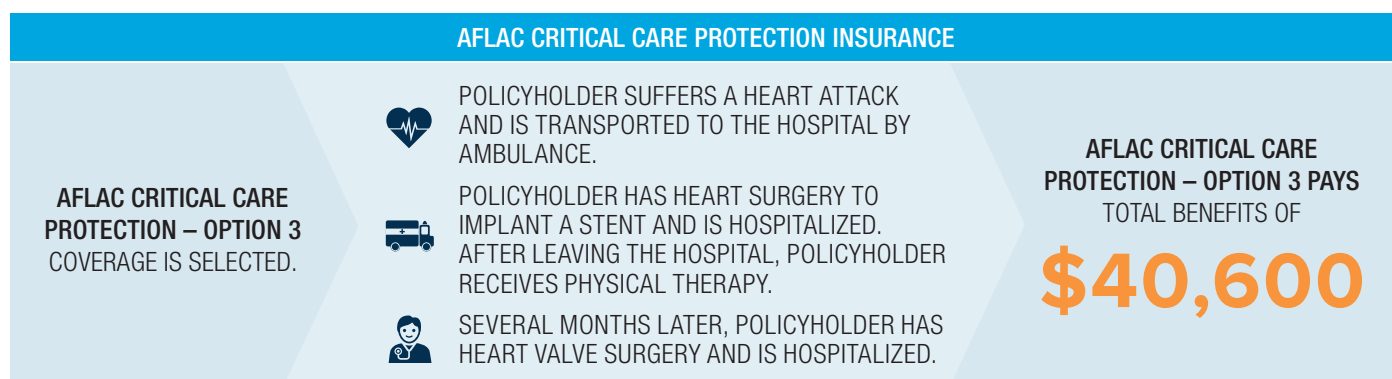 AFLAC CRITICAL CARE PROTECTION INSURANCE
AFLAC CRITICAL CARE
PROTECTION – OPTION 3
COVERAGE IS SELECTED.
POLICYHOLDER SUFFERS A HEART ATTACK
AND IS TRANSPORTED TO THE HOSPITAL BY
AMBULANCE.
POLICYHOLDER HAS HEART SURGERY TO
IMPLANT A STENT AND IS HOSPITALIZED.
AFTER LEAVING THE HOSPITAL, POLICYHOLDER
RECEIVES PHYSICAL THERAPY.
SEVERAL MONTHS LATER, POLICYHOLDER HAS
HEART VALVE SURGERY AND IS HOSPITALIZED.
AFLAC CRITICAL CARE
PROTECTION – OPTION 3 PAYS
TOTAL BENEFITS OF
$40,600